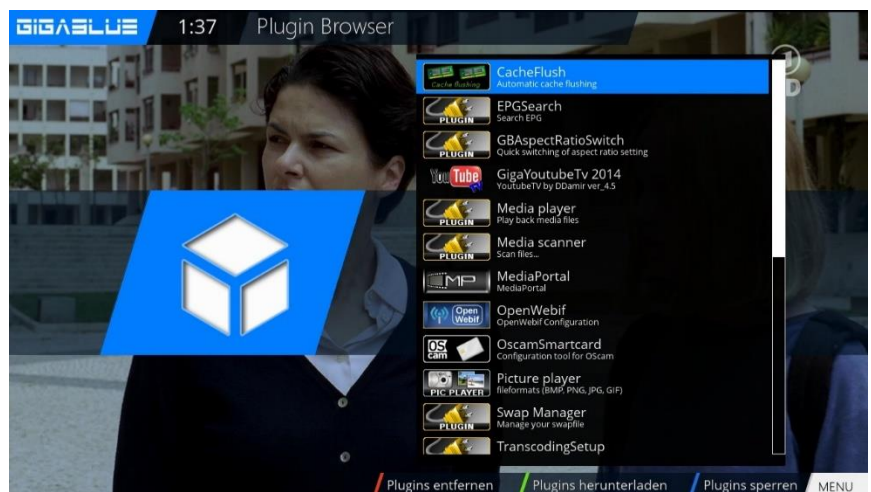 GIGABLUE 1:37 Plugin Browser
1
D
Cache flushing
CacheFlush
Automatic cache flushing
PLUGIN
EPGSearch
Search EPG
PLUGIN
GBAspectRatioSwitch
Quick switching of aspect ratio setting
You Tube
GigaYoutubeTv 2014
YoutubeTV by DDamir ver_4.5
PLUGIN
Media player
Play back media files
PLUGIN
Media scanner
Scan files...
MP
MediaPortal
MediaPortal
Open Webif
OpenWebif
OpenWebif Configuration
OScam
OscamSmartcard
Configuration tool for OScam
PIC PLAYER
Picture player
fileformats (BMP, PNG, JPG, GIF)
PLUGIN
Swap Manager
Manage your swapfile
TranscodingSetup
Plugins entfernen Plugins herunterladen Plugins sperren MENU